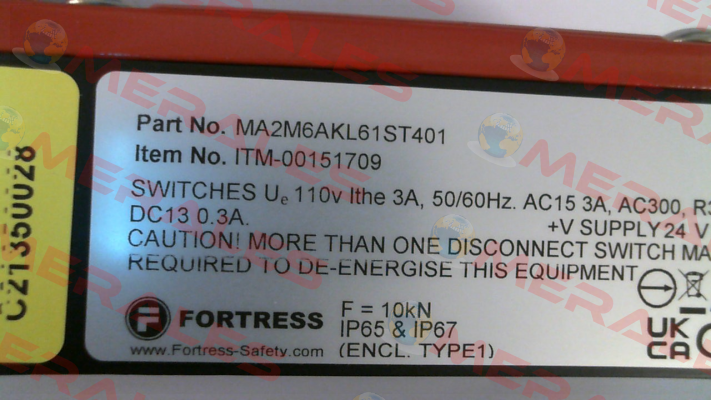 Part No. MA2M6AKL61ST401
Item No. ITM-00151709
SWITCHES Ue 110v Ithe 3A, 50/60Hz. AC15 3A, AC300, R3
DC13 0.3A. +V SUPPLY 24 V
CAUTION! MORE THAN ONE DISCONNECT SWITCH MA
REQUIRED TO DE-ENERGISE THIS EQUIPMENT
F FORTRESS
www.Fortress-Safety.com
F = 10kN
IP65 & IP67
(ENCL. TYPE1)
UK
CA
C21350028
MERALES